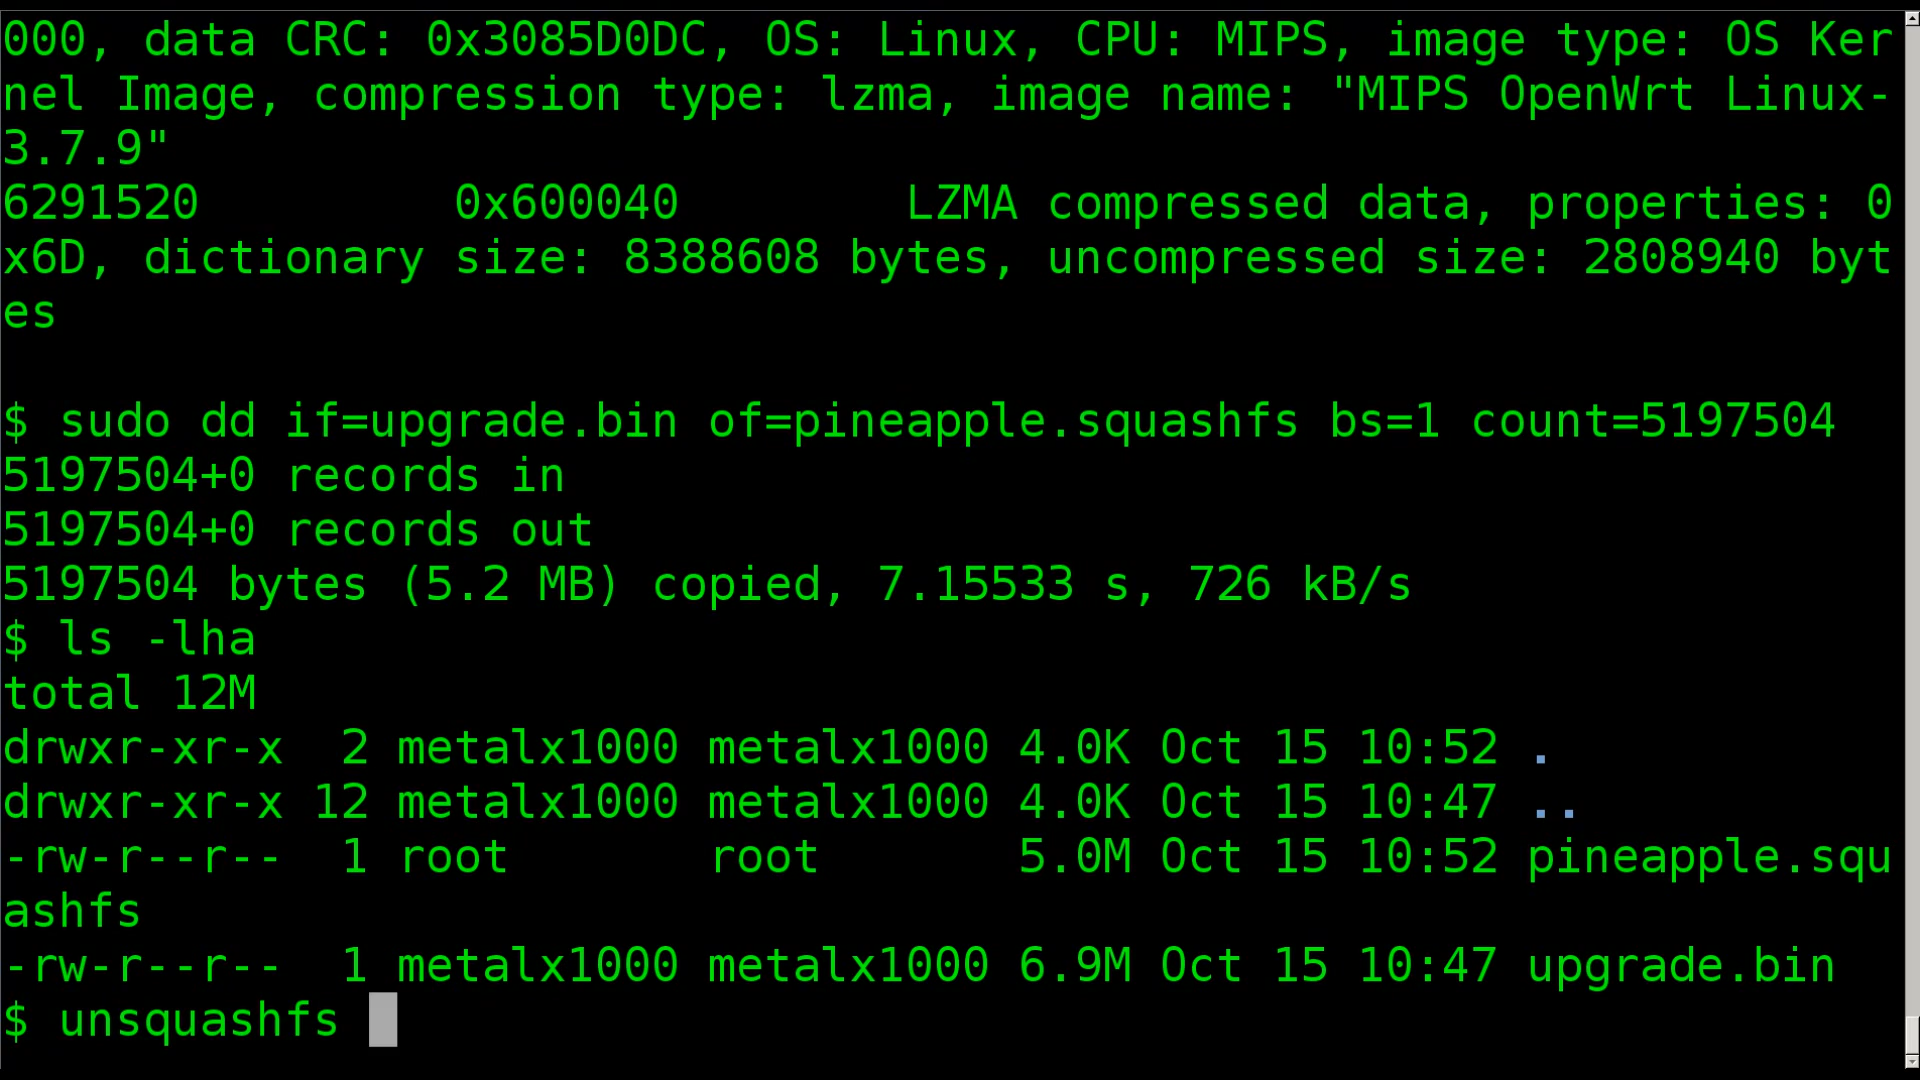 000, data CRC: 0x3085D0DC, OS: Linux, CPU: MIPS, image type: OS Ker
nel Image, compression type: lzma, image name: "MIPS OpenWrt Linux-
3.7.9"
6291520         0x600040        LZMA compressed data, properties: 0
x6D, dictionary size: 8388608 bytes, uncompressed size: 2808940 byt
es
$ sudo dd if=upgrade.bin of=pineapple.squashfs bs=1 count=5197504
5197504+0 records in
5197504+0 records out
5197504 bytes (5.2 MB) copied, 7.15533 s, 726 kB/s
$ ls -lha
total 12M
drwxr-xr-x  2 metalx1000 metalx1000 4.0K Oct 15 10:52 .
drwxr-xr-x 12 metalx1000 metalx1000 4.0K Oct 15 10:47 ..
-rw-r--r--  1 root       root       5.0M Oct 15 10:52 pineapple.squ
ashfs
-rw-r--r--  1 metalx1000 metalx1000 6.9M Oct 15 10:47 upgrade.bin
$ unsquashfs